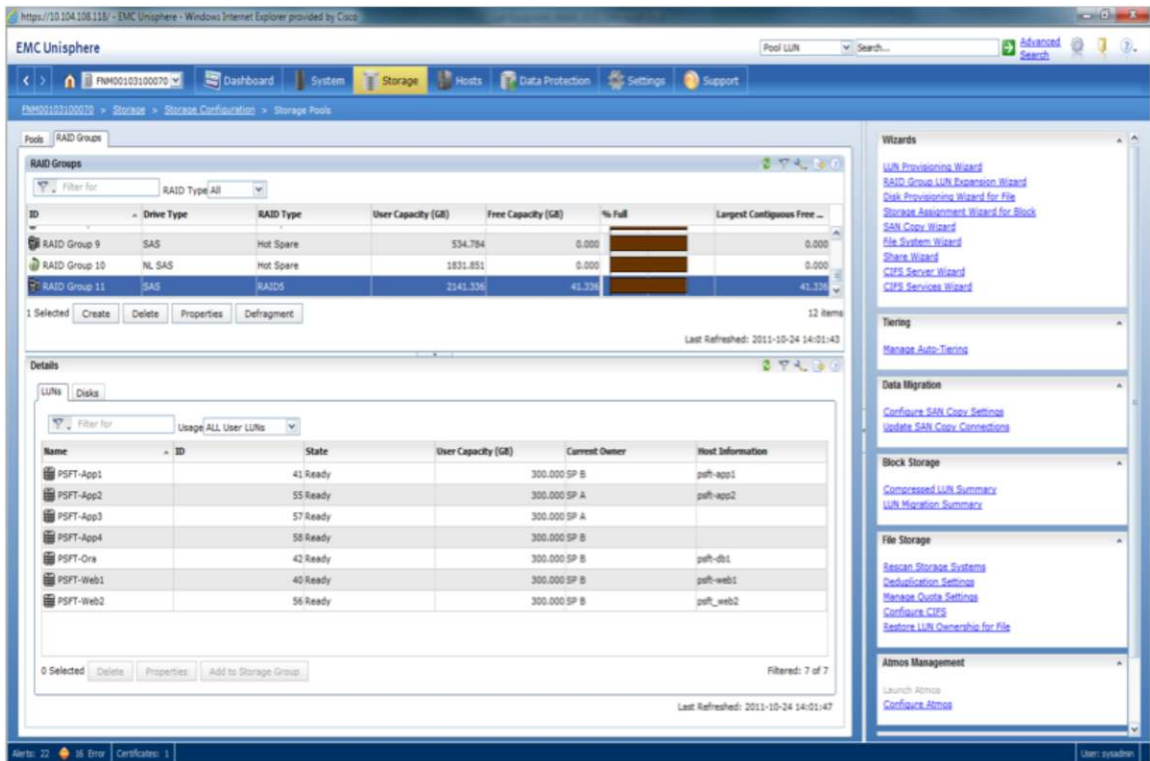 https://10.104.108.118/ - EMC Unisphere - Windows Internet Explorer provided by Cisco
EMC Unisphere
Pool LUN
Search...
Advanced Search
FNM00103100070
Dashboard
System
Storage
Hosts
Data Protection
Settings
Support
FNM00103100070 > Storage > Storage Configuration > Storage Pools
Pools
RAID Groups
RAID Groups
Filter for
RAID Type All
ID Drive Type RAID Type User Capacity (GB) Free Capacity (GB) % Full Largest Contiguous Free ...
RAID Group 9 SAS Hot Spare 534.784 0.000 0.000
RAID Group 10 NL SAS Hot Spare 1831.851 0.000 0.000
RAID Group 11 SAS RAID5 2141.336 41.336 41.336
1 Selected Create Delete Properties Defragment 12 items
Last Refreshed: 2011-10-24 14:01:43
Details
LUNs Disks
Filter for
Usage ALL User LUNs
Name ID State User Capacity (GB) Current Owner Host Information
PSFT-App1 41 Ready 300.000 SP B psft-app1
PSFT-App2 55 Ready 300.000 SP A psft-app2
PSFT-App3 57 Ready 300.000 SP A
PSFT-App4 58 Ready 300.000 SP B
PSFT-Ora 42 Ready 300.000 SP B psft-db1
PSFT-Web1 40 Ready 300.000 SP B psft-web1
PSFT-Web2 56 Ready 300.000 SP B psft_web2
0 Selected Delete Properties Add to Storage Group Filtered: 7 of 7
Last Refreshed: 2011-10-24 14:01:47
Wizards
LUN Provisioning Wizard
RAID Group LUN Expansion Wizard
Disk Provisioning Wizard for File
Storage Assignment Wizard for Block
SAN Copy Wizard
File System Wizard
Share Wizard
CIFS Server Wizard
CIFS Services Wizard
Tiering
Manage Auto-Tiering
Data Migration
Configure SAN Copy Settings
Update SAN Copy Connections
Block Storage
Compressed LUN Summary
LUN Migration Summary
File Storage
Rescan Storage Systems
Deduplication Settings
Manage Quota Settings
Configure CIFS
Restore LUN Ownership for File
Atmos Management
Launch Atmos
Configure Atmos
Alerts: 22 16 Error Certificates: 1
User: sysadmin